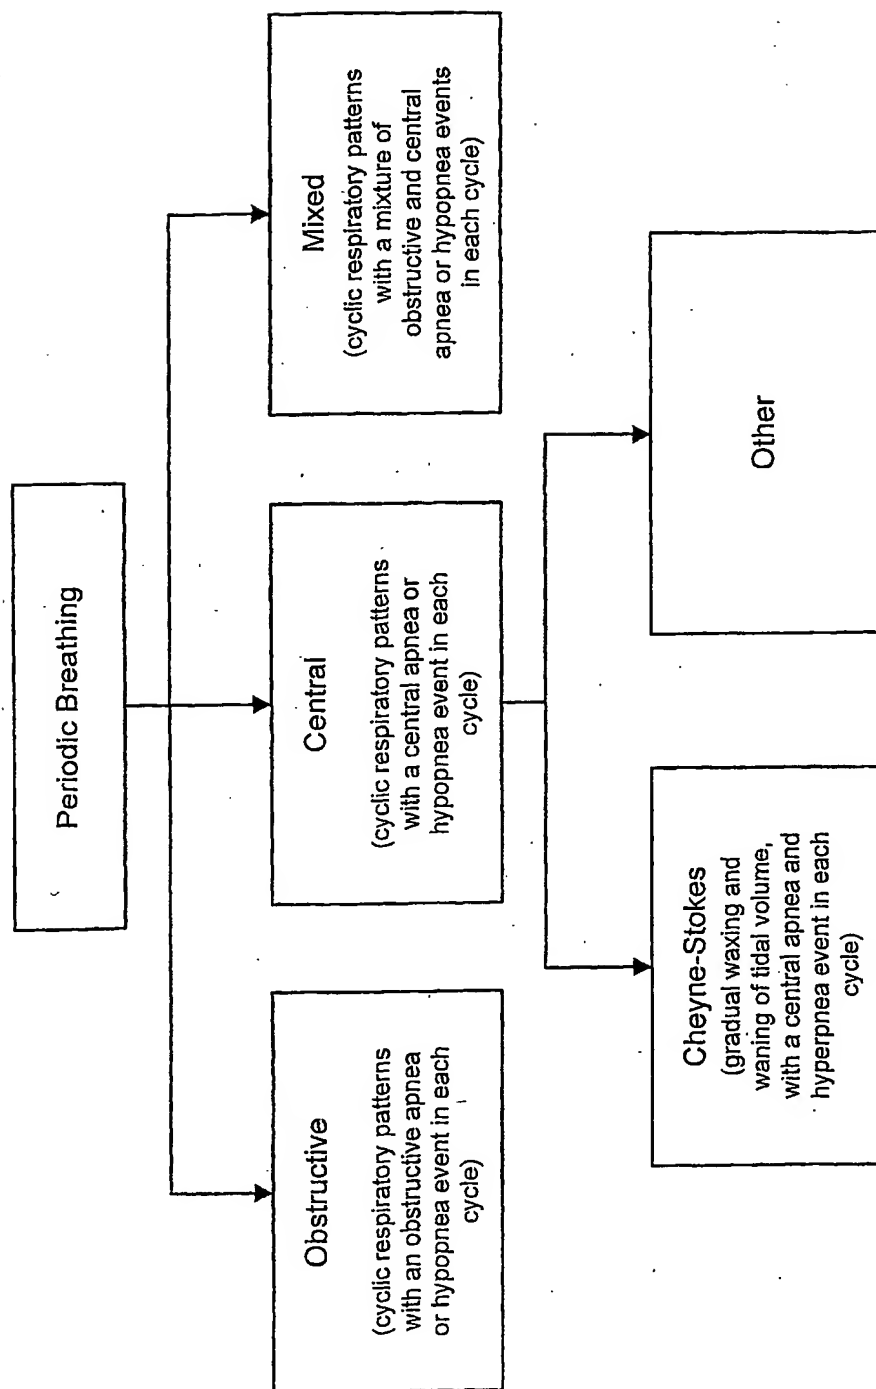 Periodic Breathing
Obstructive
(cyclic respiratory patterns
with an obstructive apnea
or hypopnea event in each
cycle)
Central
(cyclic respiratory patterns
with a central apnea or
hypopnea event in each
cycle)
Mixed
(cyclic respiratory patterns
with a mixture of
obstructive and central
apnea or hypopnea events
in each cycle)
Cheyne-Stokes
(gradual waxing and
waning of tidal volume,
with a central apnea and
hyperpnea event in each
cycle)
Other